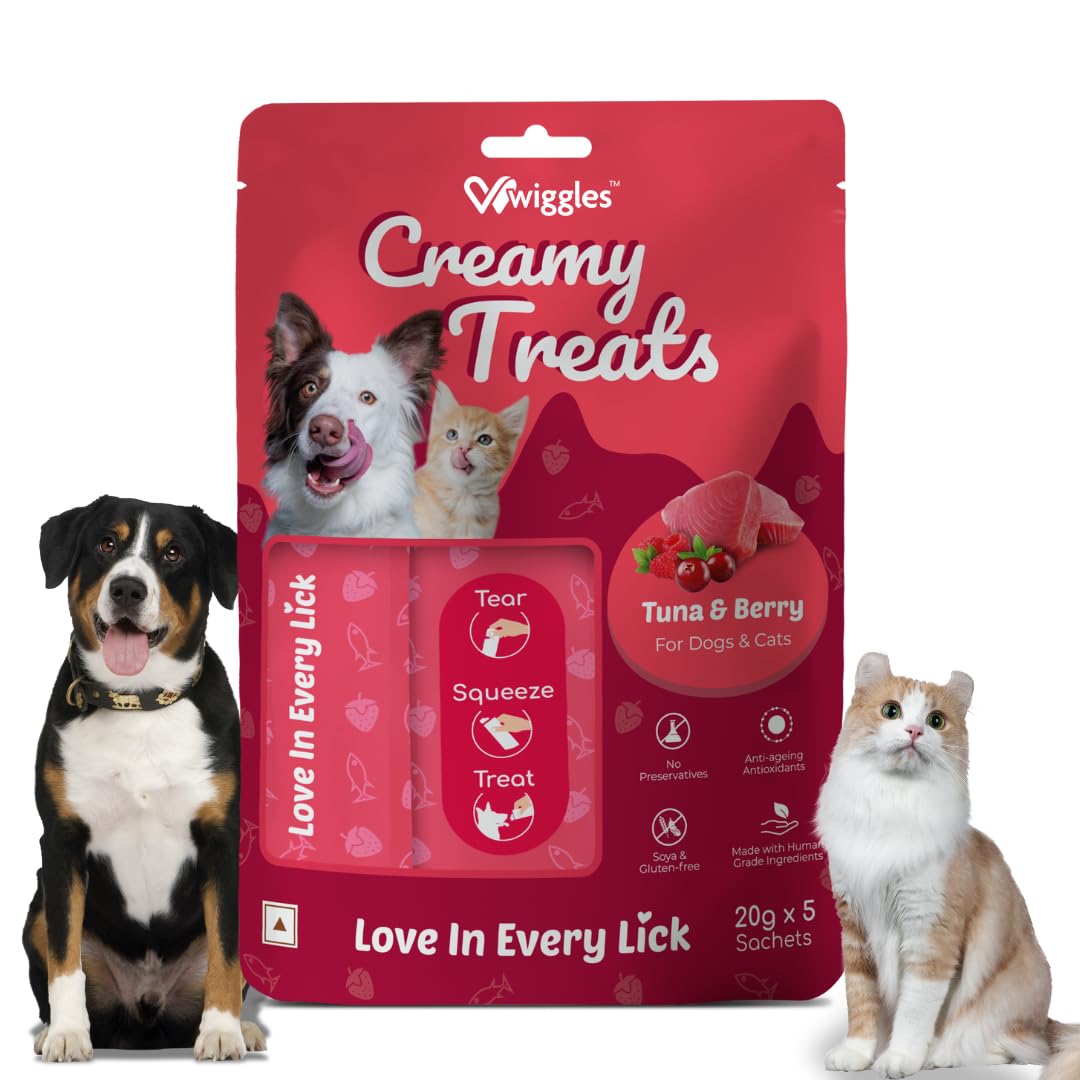 wiggles™
Creamy
Treats
Love In Every Lick
Tear
Squeeze
Treat
Tuna & Berry
For Dogs & Cats
No
Preservatives
Anti-ageing
Antioxidants
Soya &
Gluten-free
Made with Human
Grade Ingredients
Love In Every Lick
20g x 5
Sachets